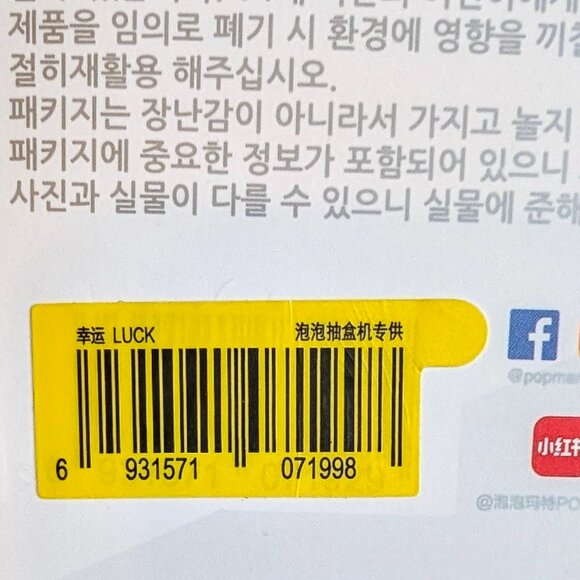 제품을 임의로 폐기 시 환경에 영향을 끼칠
절히재활용 해주십시오.
패키지는 장난감이 아니라서 가지고 놀지
패키지에 중요한 정보가 포함되어 있으니
사진과 실물이 다를 수 있으니 실물에 준해
幸运 LUCK 泡泡抽盒机专供
6 931571 071998
f
@popmar
小红书
@泡泡玛特PO